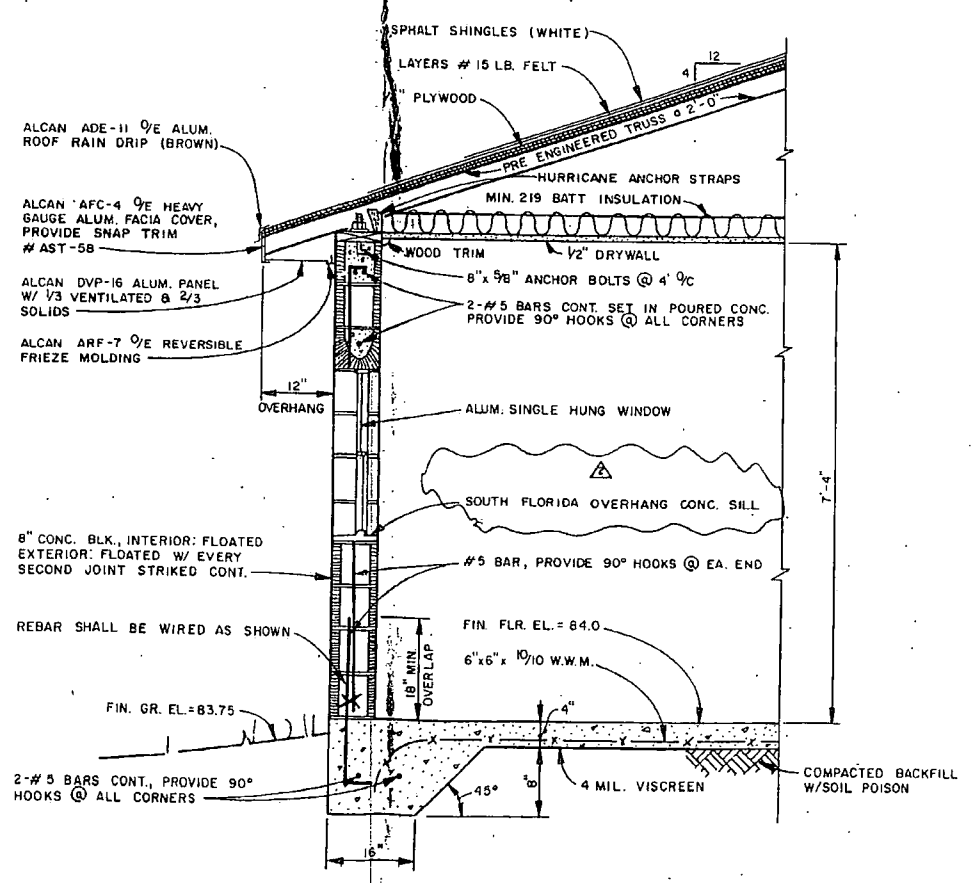 SPHALT SHINGLES (WHITE)
LAYERS # 15 LB. FELT
" PLYWOOD
12
4
PRE ENGINEERED TRUSS @ 2'-0"
ALCAN ADE-11 O/E ALUM.
ROOF RAIN DRIP (BROWN)
HURRICANE ANCHOR STRAPS
MIN. 219 BATT INSULATION
ALCAN AFC-4 O/E HEAVY
GAUGE ALUM. FACIA COVER,
PROVIDE SNAP TRIM
# AST-58
WOOD TRIM
1/2" DRYWALL
8" x 5/8" ANCHOR BOLTS @ 4' O/C
ALCAN DVP-16 ALUM. PANEL
W/ 1/3 VENTILATED & 2/3
SOLIDS
2-#5 BARS CONT. SET IN POURED CONC.
PROVIDE 90° HOOKS @ ALL CORNERS
ALCAN ARF-7 O/E REVERSIBLE
FRIEZE MOLDING
12"
OVERHANG
ALUM. SINGLE HUNG WINDOW
2
SOUTH FLORIDA OVERHANG CONC. SILL
7'-4"
8" CONC. BLK., INTERIOR: FLOATED
EXTERIOR: FLOATED W/ EVERY
SECOND JOINT STRIKED CONT.
#5 BAR, PROVIDE 90° HOOKS @ EA. END
REBAR SHALL BE WIRED AS SHOWN
18" MIN.
OVERLAP
FIN. FLR. EL.= 84.0
6"x6"x 10/10 W.W.M.
FIN. GR. EL.=83.75
4"
2-#5 BARS CONT., PROVIDE 90°
HOOKS @ ALL CORNERS
45°
8"
4 MIL. VISCREEN
COMPACTED BACKFILL
W/SOIL POISON
16"